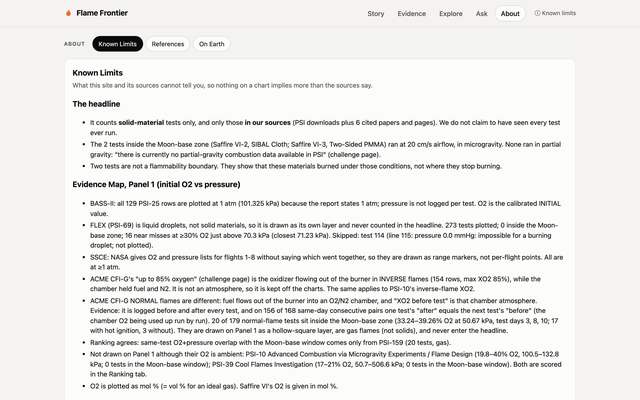 Flame Frontier
Story
Evidence
Explore
Ask
About
ⓘ Known limits
ABOUT
Known Limits
References
On Earth
Known Limits
What this site and its sources cannot tell you, so nothing on a chart implies more than the sources say.
The headline
• It counts solid-material tests only, and only those in our sources (PSI downloads plus 6 cited papers and pages). We do not claim to have seen every test
ever run.
• The 2 tests inside the Moon-base zone (Saffire VI-2, SIBAL Cloth; Saffire VI-3, Two-Sided PMMA) ran at 20 cm/s airflow, in microgravity. None ran in partial
gravity: "there is currently no partial-gravity combustion data available in PSI" (challenge page).
• Two tests are not a flammability boundary. They show that these materials burned under those conditions, not where they stop burning.
Evidence Map, Panel 1 (initial O2 vs pressure)
• BASS-II: all 129 PSI-25 rows are plotted at 1 atm (101.325 kPa) because the report states 1 atm; pressure is not logged per test. O2 is the calibrated INITIAL
value.
• FLEX (PSI-69) is liquid droplets, not solid materials, so it is drawn as its own layer and never counted in the headline. 273 tests plotted; 0 inside the Moon-
base zone; 16 near misses at ≥30% O2 just above 70.3 kPa (closest 71.23 kPa). Skipped: test 114 (line 115: pressure 0.0 mmHg: impossible for a burning
droplet; not plotted).
• SSCE: NASA gives O2 and pressure lists for flights 1-8 without saying which went together, so they are drawn as range markers, not per-flight points. All are
at ≥1 atm.
• ACME CFI-G's "up to 85% oxygen" (challenge page) is the oxidizer flowing out of the burner in INVERSE flames (154 rows, max XO2 85%), while the
chamber held fuel and N2. It is not an atmosphere, so it is kept off the charts. The same applies to PSI-10's inverse-flame XO2.
• ACME CFI-G NORMAL flames are different: fuel flows out of the burner into an O2/N2 chamber, and "XO2 before test" is that chamber atmosphere.
Evidence: it is logged before and after every test, and on 156 of 168 same-day consecutive pairs one test's "after" equals the next test's "before" (the
chamber O2 being used up run by run). 20 of 179 normal-flame tests sit inside the Moon-base zone (33.24–39.26% O2 at 50.67 kPa, test days 3, 8, 10; 17
with hot ignition, 3 without). They are drawn on Panel 1 as a hollow-square layer, are gas flames (not solids), and never enter the headline.
• Ranking agrees: same-test O2+pressure overlap with the Moon-base window comes only from PSI-159 (20 tests, gas).
• Not drawn on Panel 1 although their O2 is ambient: PSI-10 Advanced Combustion via Microgravity Experiments / Flame Design (19.8–40% O2, 100.5–132.8
kPa; 0 tests in the Moon-base window); PSI-39 Cool Flames Investigation (17–21% O2, 50.7–506.6 kPa; 0 tests in the Moon-base window). Both are scored
in the Ranking tab.
• O2 is plotted as mol % (= vol % for an ideal gas). Saffire VI's O2 is given in mol %.